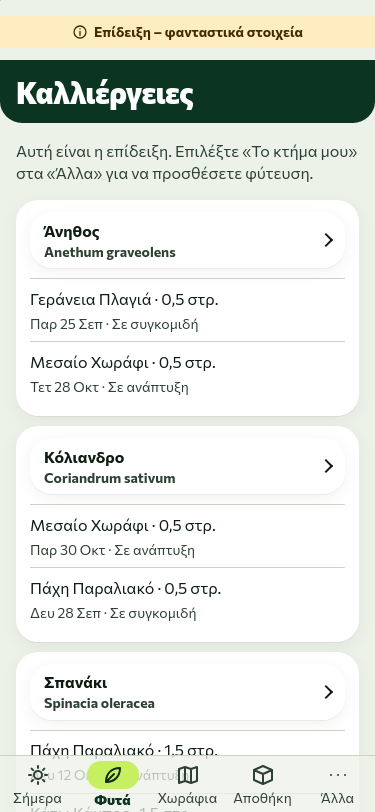 Επίδειξη – φανταστικά στοιχεία
Καλλιέργειες
Αυτή είναι η επίδειξη. Επιλέξτε «Το κτήμα μου»
στα «Άλλα» για να προσθέσετε φύτευση.
Άνηθος
Anethum graveolens
Γεράνεια Πλαγιά · 0,5 στρ.
Παρ 25 Σεπ · Σε συγκομιδή
Μεσαίο Χωράφι · 0,5 στρ.
Τετ 28 Οκτ · Σε ανάπτυξη
Κόλιανδρο
Coriandrum sativum
Μεσαίο Χωράφι · 0,5 στρ.
Παρ 30 Οκτ · Σε ανάπτυξη
Πάχη Παραλιακό · 0,5 στρ.
Δευ 28 Σεπ · Σε συγκομιδή
Σπανάκι
Spinacia oleracea
Πάχη Παραλιακό · 1,5 στρ.
Σήμερα
Φυτά
Χωράφια
Αποθήκη
Άλλα